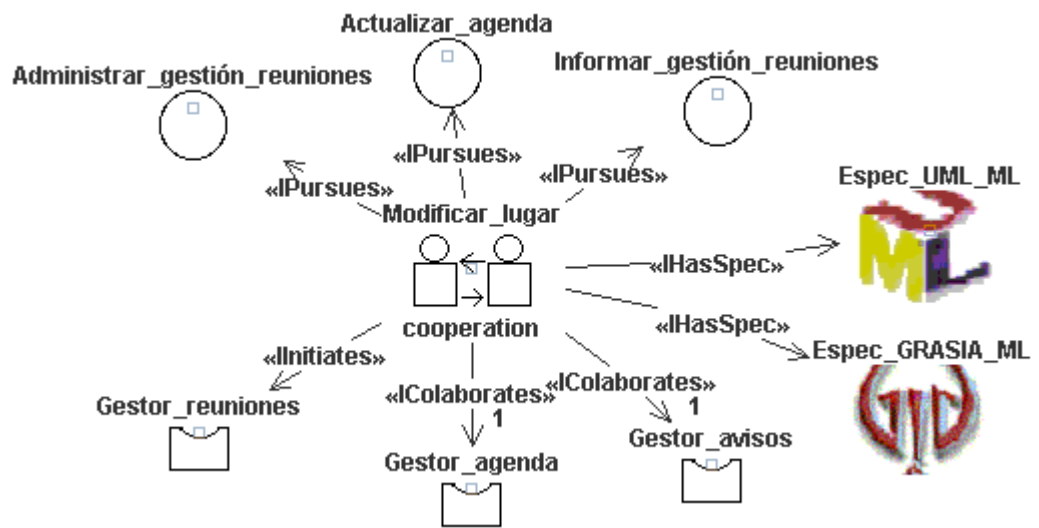 Actualizar_agenda
Administrar_gestión_reuniones
Informar_gestión_reuniones
«IPursues»
«IPursues»
«IPursues»
Espec_UML_ML
Modificar_lugar
UML
«IHasSpec»
«IHasSpec»
cooperation
«IInitiates»
Espec_GRASIA_ML
«IColaborates»
«IColaborates»
1
1
Gestor_reuniones
Gestor_avisos
Gestor_agenda